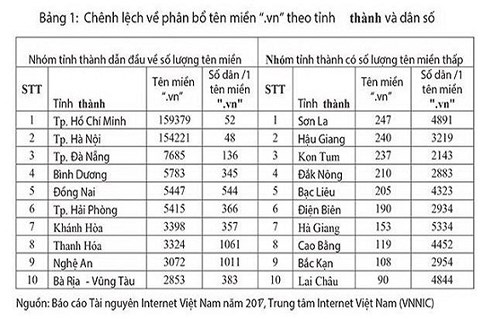 Bảng 1: Chênh lệch về phân bổ tên miền “.vn” theo tỉnh thành và dân số
Nhóm tỉnh thành dẫn đầu về số lượng tên miền | Nhóm tỉnh thành có số lượng tên miền thấp
STT | Tỉnh thành | Tên miền “.vn” | Số dân /1 tên miền ".vn" | STT | Tỉnh thành | Tên miền “.vn” | Số dân /1 tên miền ".vn"
1 | Tp. Hồ Chí Minh | 159379 | 52 | 1 | Sơn La | 247 | 4891
2 | Tp. Hà Nội | 154221 | 48 | 2 | Hậu Giang | 240 | 3219
3 | Tp. Đà Nẵng | 7685 | 136 | 3 | Kon Tum | 237 | 2143
4 | Bình Dương | 5783 | 345 | 4 | Đắk Nông | 210 | 2883
5 | Đồng Nai | 5447 | 544 | 5 | Bạc Liêu | 205 | 4323
6 | Tp. Hải Phòng | 5415 | 366 | 6 | Điện Biên | 190 | 2934
7 | Khánh Hòa | 3398 | 357 | 7 | Hà Giang | 153 | 5334
8 | Thanh Hóa | 3324 | 1061 | 8 | Cao Bằng | 119 | 4452
9 | Nghệ An | 3072 | 1011 | 9 | Bắc Kạn | 108 | 2954
10 | Bà Rịa - Vũng Tàu | 2853 | 383 | 10 | Lai Châu | 90 | 4844
Nguồn: Báo cáo Tài nguyên Internet Việt Nam năm 2017, Trung tâm Internet Việt Nam (VNNIC)